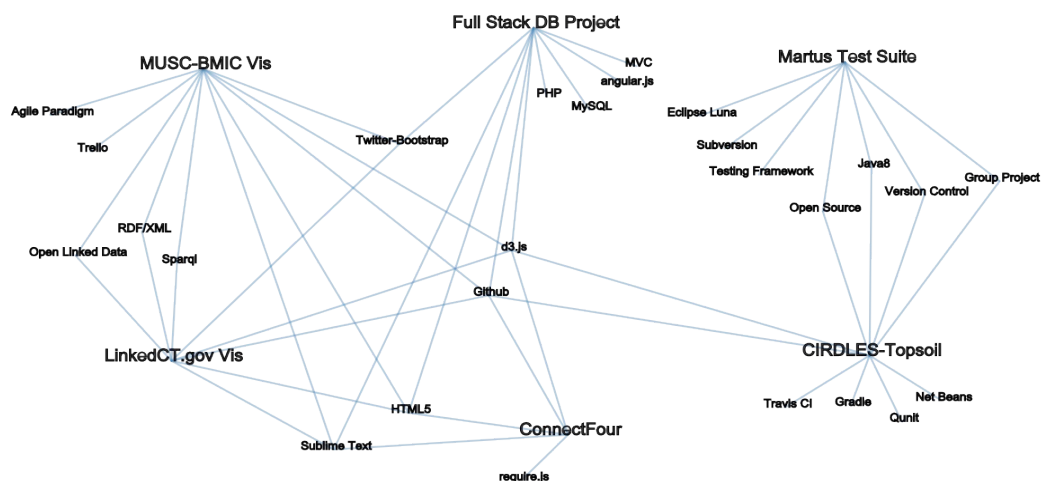 Full Stack DB Project
MUSC-BMIC Vis
Martus Test Suite
MVC
angular.js
PHP
MySQL
Agile Paradigm
Eclipse Luna
Trello
Twitter-Bootstrap
Subversion
Testing Framework
Java8
Group Project
Version Control
Open Source
RDF/XML
Open Linked Data
Sparql
d3.js
Github
LinkedCT.gov Vis
CIRDLES-Topsoil
Travis CI
Gradle
Net Beans
Qunit
HTML5
ConnectFour
Sublime Text
require.js